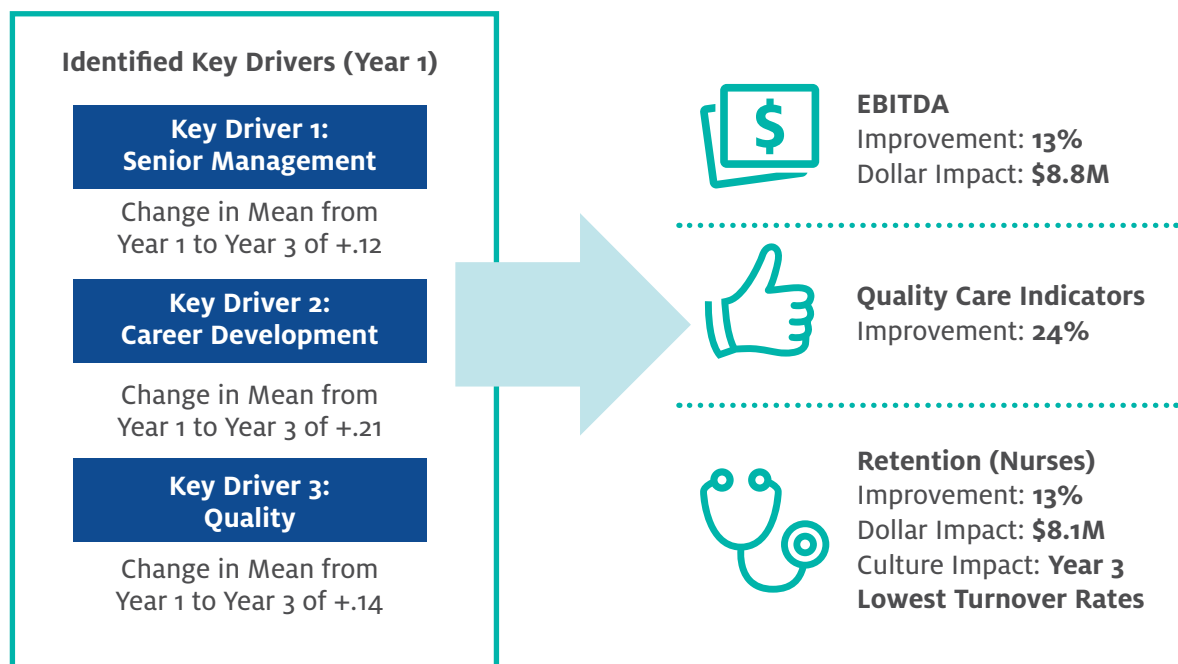 Identified Key Drivers (Year 1)
Key Driver 1:
Senior Management
Change in Mean from
Year 1 to Year 3 of +.12
Key Driver 2:
Career Development
Change in Mean from
Year 1 to Year 3 of +.21
Key Driver 3:
Quality
Change in Mean from
Year 1 to Year 3 of +.14
$
EBITDA
Improvement: 13%
Dollar Impact: $8.8M
Quality Care Indicators
Improvement: 24%
Retention (Nurses)
Improvement: 13%
Dollar Impact: $8.1M
Culture Impact: Year 3
Lowest Turnover Rates